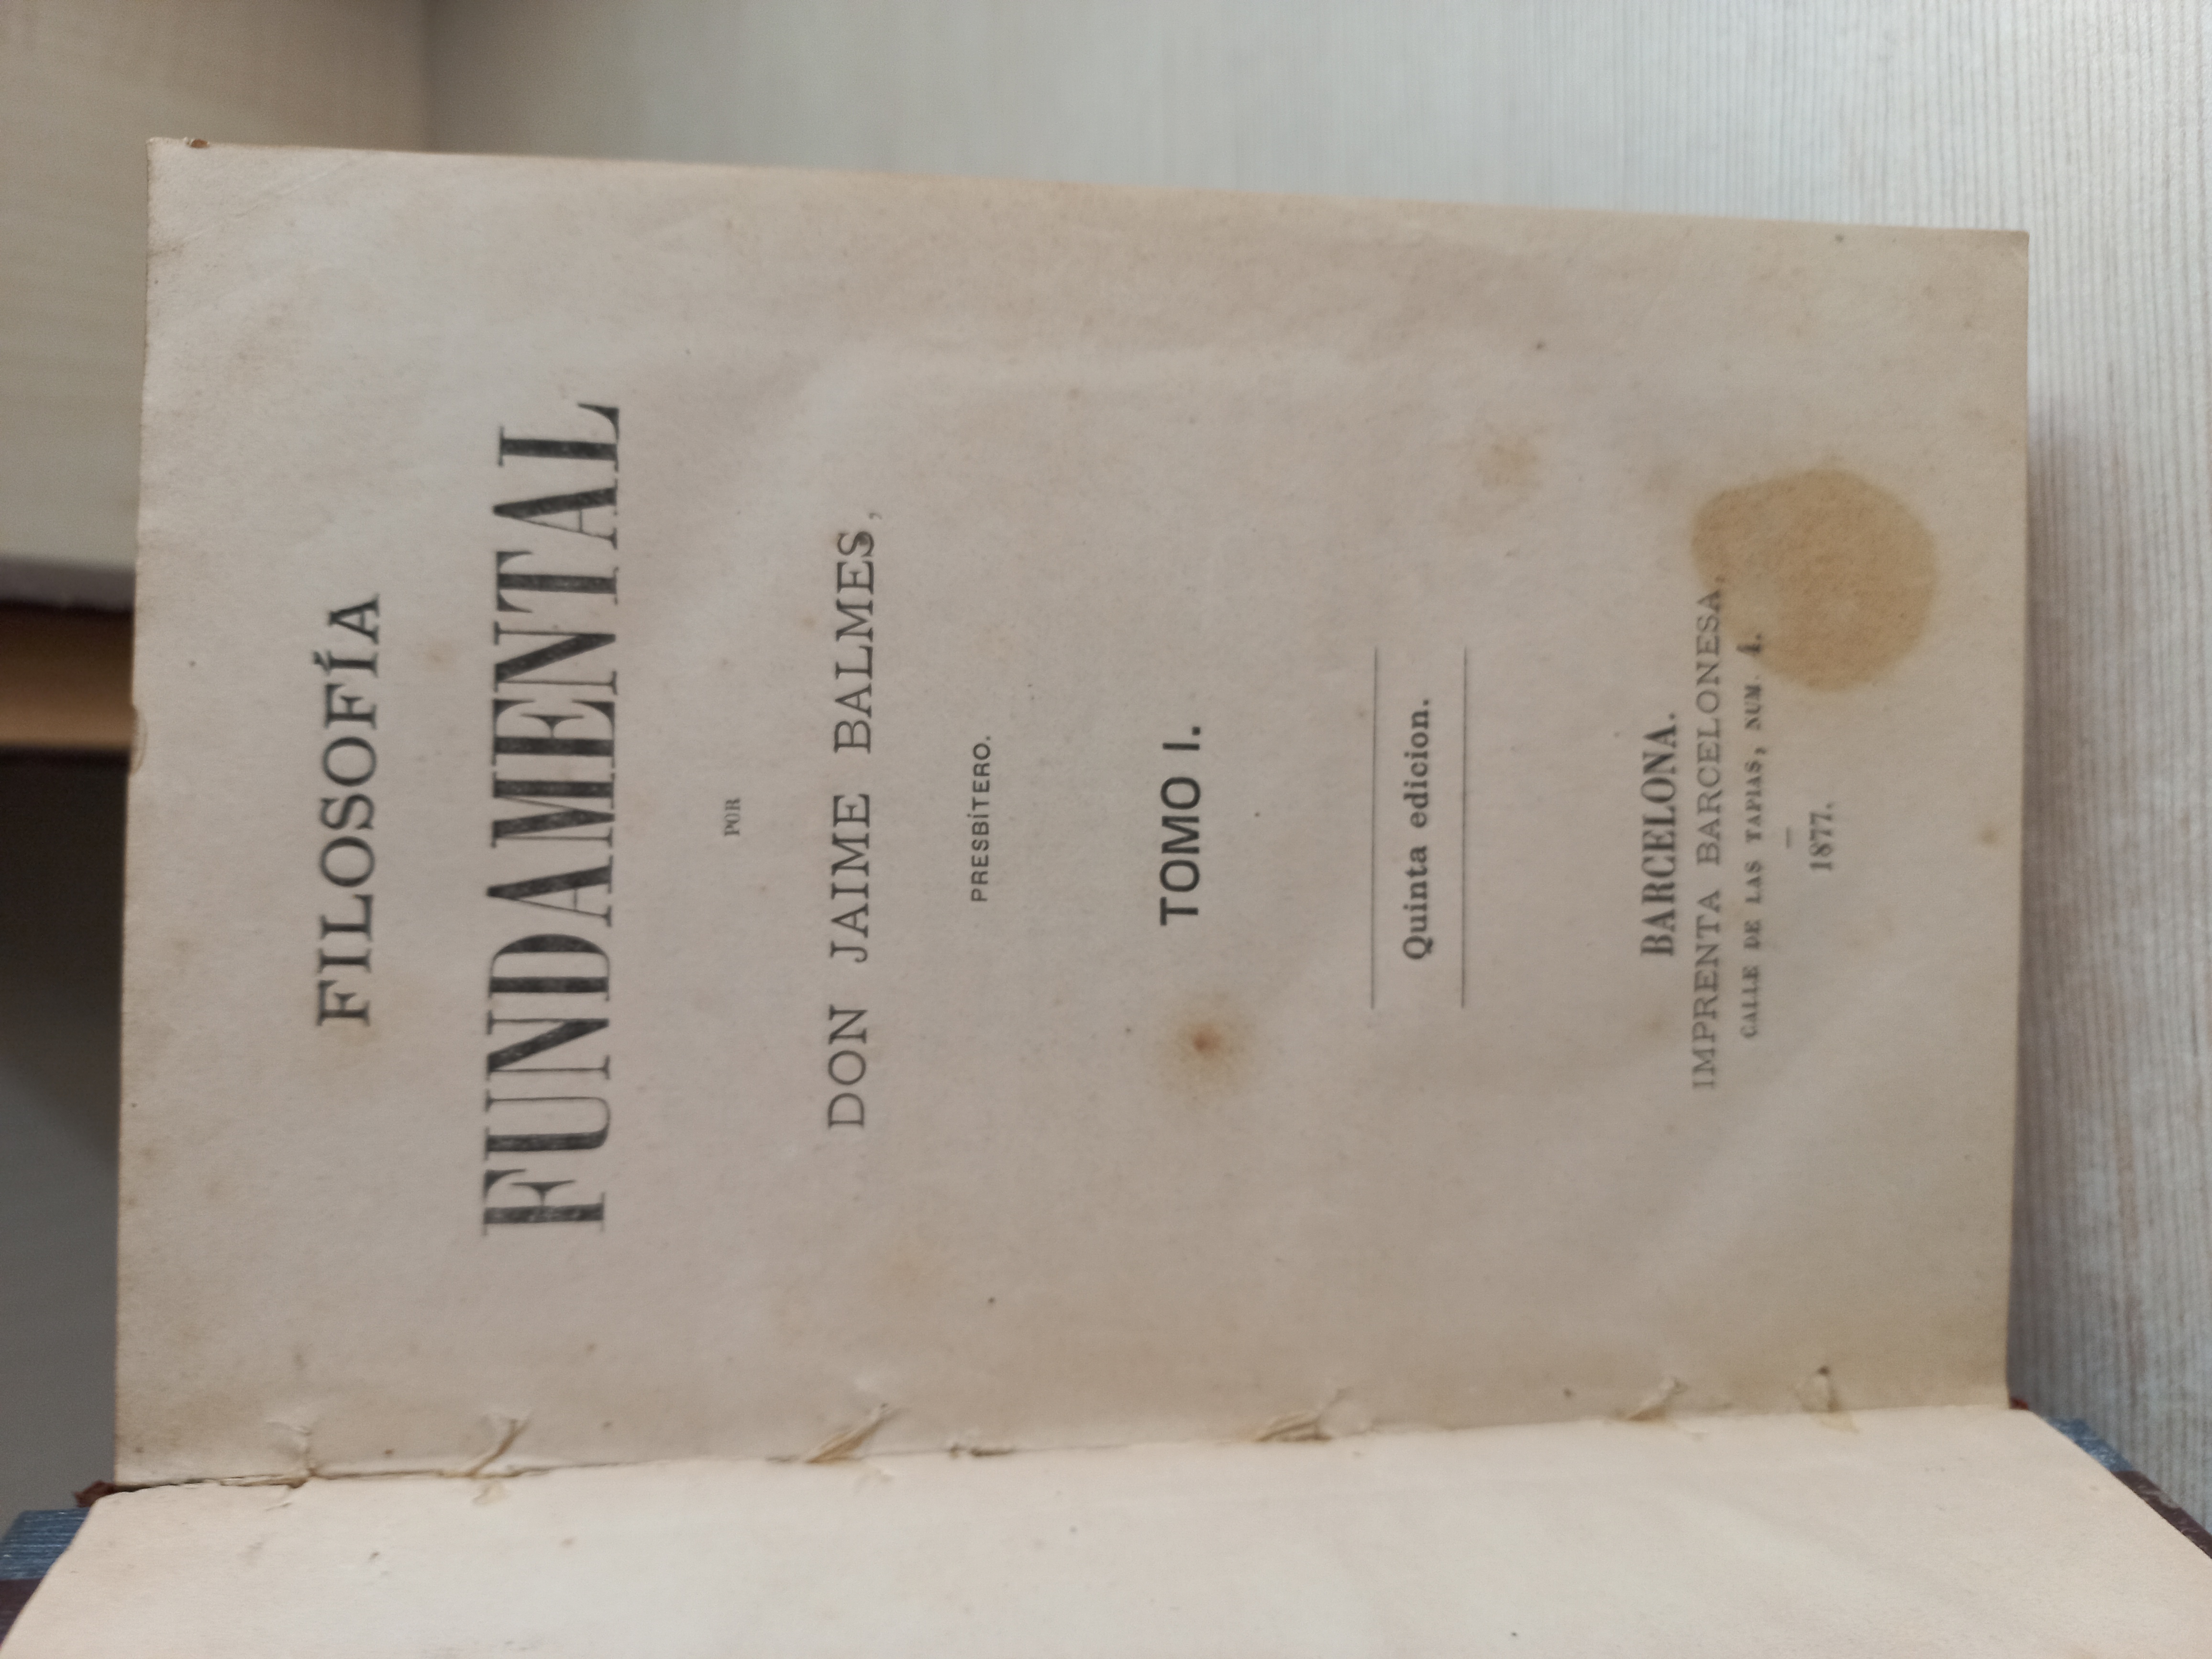 FILOSOFÍA
FUNDAMENTAL
POR
DON JAIME BALMES,
PRESBÍTERO.
TOMO I.
Quinta edicion.
BARCELONA.
IMPRENTA BARCELONESA,
CALLE DE LAS TAPIAS, NUM. 4.
1877.